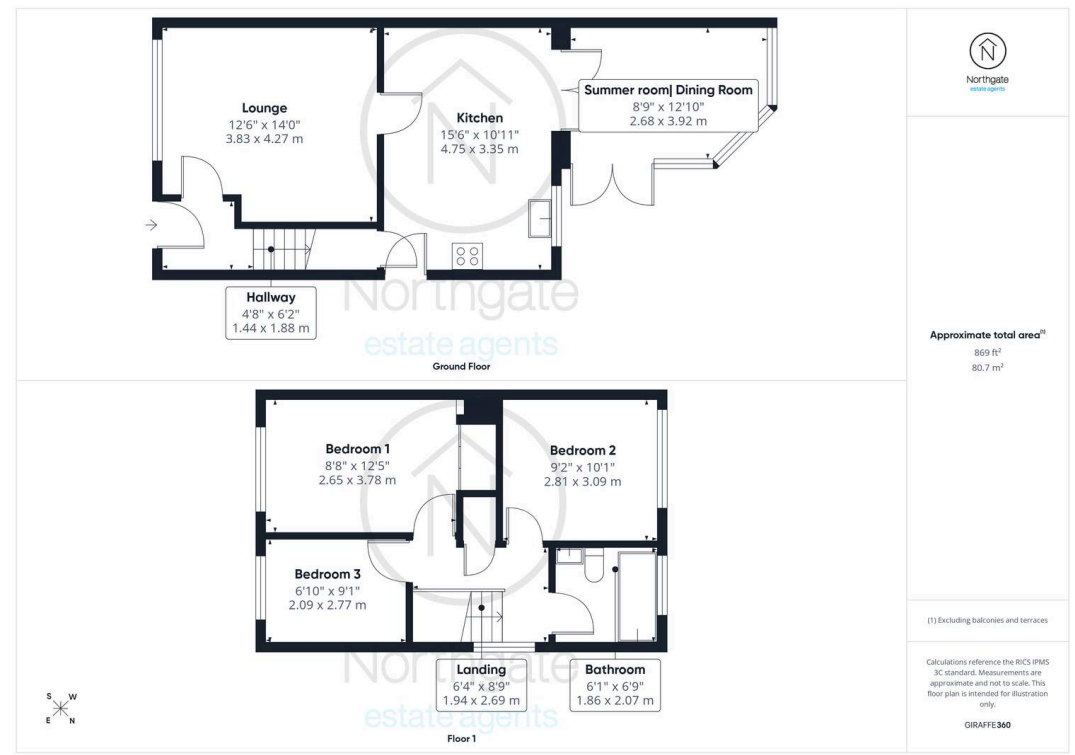 Lounge
12'6" x 14'0"
3.83 x 4.27 m
Kitchen
15'6" x 10'11"
4.75 x 3.35 m
Summer room| Dining Room
8'9" x 12'10"
2.68 x 3.92 m
Hallway
4'8" x 6'2"
1.44 x 1.88 m
Northgate
estate agents
Ground Floor
Bedroom 1
8'8" x 12'5"
2.65 x 3.78 m
Bedroom 2
9'2" x 10'1"
2.81 x 3.09 m
Bedroom 3
6'10" x 9'1"
2.09 x 2.77 m
Landing
6'4" x 8'9"
1.94 x 2.69 m
Bathroom
6'1" x 6'9"
1.86 x 2.07 m
Northgate
estate agents
Floor 1
S W
E N
Northgate
estate agents
Approximate total area(1)
869 ft²
80.7 m²
(1) Excluding balconies and terraces
Calculations reference the RICS IPMS
3C standard. Measurements are
approximate and not to scale. This
floor plan is intended for illustration
only.
GIRAFFE360